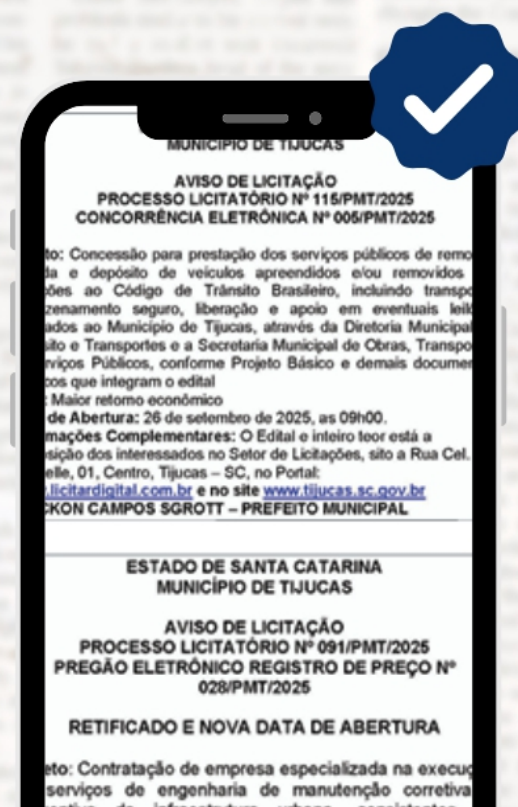 MUNICÍPIO DE TIJUCAS
AVISO DE LICITAÇÃO
PROCESSO LICITATÓRIO Nº 115/PMT/2025
CONCORRÊNCIA ELETRÔNICA Nº 005/PMT/2025
to: Concessão para prestação dos serviços públicos de remo
da e depósito de veículos apreendidos e/ou removidos
ões ao Código de Trânsito Brasileiro, incluindo transpo
zenamento seguro, liberação e apoio em eventuais leil
ados ao Município de Tijucas, através da Diretoria Municipal
sito e Transportes e a Secretaria Municipal de Obras, Transpo
rviços Públicos, conforme Projeto Básico e demais documen
cos que integram o edital
: Maior retorno econômico
de Abertura: 26 de setembro de 2025, as 09h00.
mações Complementares: O Edital e inteiro teor está a
sição dos interessados no Setor de Licitações, sito a Rua Cel.
elle, 01, Centro, Tijucas – SC, no Portal:
.licitardigital.com.br e no site www.tijucas.sc.gov.br
CKON CAMPOS SGROTT – PREFEITO MUNICIPAL
ESTADO DE SANTA CATARINA
MUNICÍPIO DE TIJUCAS
AVISO DE LICITAÇÃO
PROCESSO LICITATÓRIO Nº 091/PMT/2025
PREGÃO ELETRÔNICO REGISTRO DE PREÇO Nº
028/PMT/2025
RETIFICADO E NOVA DATA DE ABERTURA
eto: Contratação de empresa especializada na execuç
serviços de engenharia de manutenção corretiva